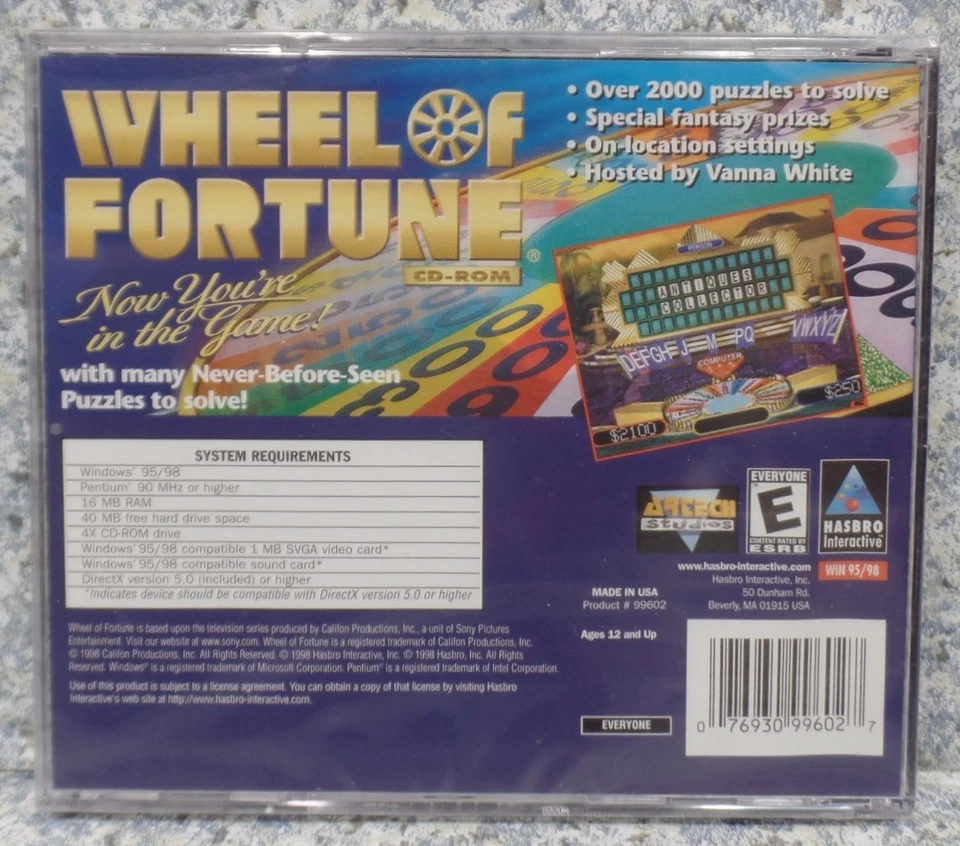 WHEEL OF
FORTUNE®
CD-ROM
Now You're
in the Game!
with many Never-Before-Seen
Puzzles to solve!
• Over 2000 puzzles to solve
• Special fantasy prizes
• On-location settings
• Hosted by Vanna White
PERSON
ANTIQUES
COLLECTOR
DEFGH J M PQ VWXYZ
COMPUTER
$2100
$250
SYSTEM REQUIREMENTS
Windows® 95/98
Pentium® 90 MHz or higher
16 MB RAM
40 MB free hard drive space
4X CD-ROM drive
Windows® 95/98 compatible 1 MB SVGA video card*
Windows® 95/98 compatible sound card*
DirectX version 5.0 (included) or higher
*Indicates device should be compatible with DirectX version 5.0 or higher
ARTECH
Studios
EVERYONE
E
CONTENT RATED BY
ESRB
HASBRO
Interactive
WIN 95/98
www.hasbro-interactive.com
Hasbro Interactive, Inc.
50 Dunham Rd.
Beverly, MA 01915 USA
MADE IN USA
Product # 99602
Ages 12 and Up
Wheel of Fortune is based upon the television series produced by Califon Productions, Inc., a unit of Sony Pictures
Entertainment. Visit our website at www.sony.com. Wheel of Fortune is a registered trademark of Califon Productions, Inc.
© 1998 Califon Productions, Inc. All Rights Reserved. © 1998 Hasbro Interactive, Inc. © 1998 Hasbro, Inc. All Rights
Reserved. Windows® is a registered trademark of Microsoft Corporation. Pentium® is a registered trademark of Intel Corporation.
Use of this product is subject to a license agreement. You can obtain a copy of that license by visiting Hasbro
Interactive's web site at http://www.hasbro-interactive.com.
EVERYONE
0 76930 99602 7